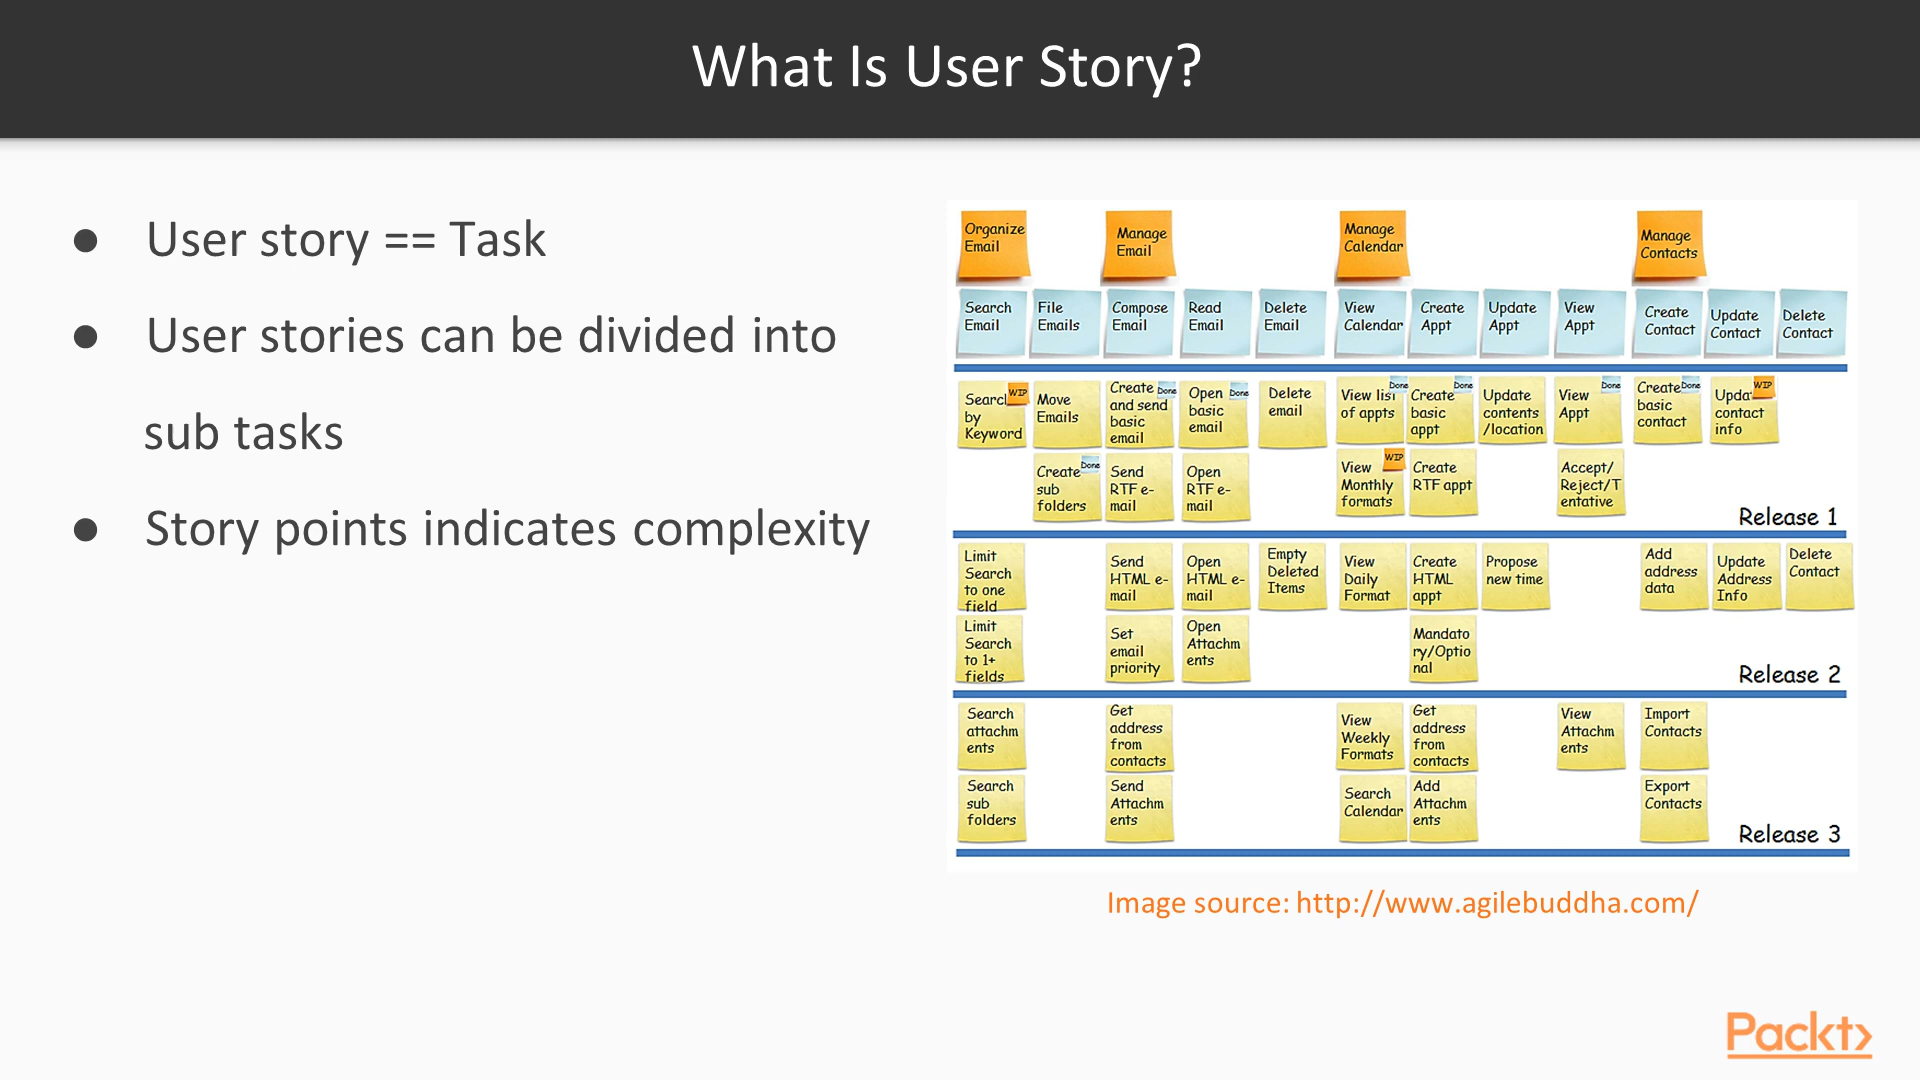 What Is User Story?
● User story == Task
● User stories can be divided into
sub tasks
● Story points indicates complexity
Organize
Email
Manage
Email
Manage
Calendar
Manage
Contacts
Search
Email
File
Emails
Compose
Email
Read
Email
Delete
Email
View
Calendar
Create
Appt
Update
Appt
View
Appt
Create
Contact
Update
Contact
Delete
Contact
Search
by
Keyword
WIP
Move
Emails
Create
and send
basic
email
Done
Open
basic
email
Done
Delete
email
View list
of appts
Done
Create
basic
appt
Done
Update
contents
/location
View
Appt
Done
Create
basic
contact
Done
Updat
contact
info
WIP
Create
sub
folders
Done
Send
RTF e-
mail
Open
RTF e-
mail
View
Monthly
formats
WIP
Create
RTF appt
Accept/
Reject/T
entative
Release 1
Limit
Search
to one
field
Send
HTML e-
mail
Open
HTML e-
mail
Empty
Deleted
Items
View
Daily
Format
Create
HTML
appt
Propose
new time
Add
address
data
Update
Address
Info
Delete
Contact
Limit
Search
to 1+
fields
Set
email
priority
Open
Attachm
ents
Mandato
ry/Optio
nal
Release 2
Search
attachm
ents
Get
address
from
contacts
View
Weekly
Formats
Get
address
from
contacts
View
Attachm
ents
Import
Contacts
Search
sub
folders
Send
Attachm
ents
Search
Calendar
Add
Attachm
ents
Export
Contacts
Release 3
Image source: http://www.agilebuddha.com/
Packt>